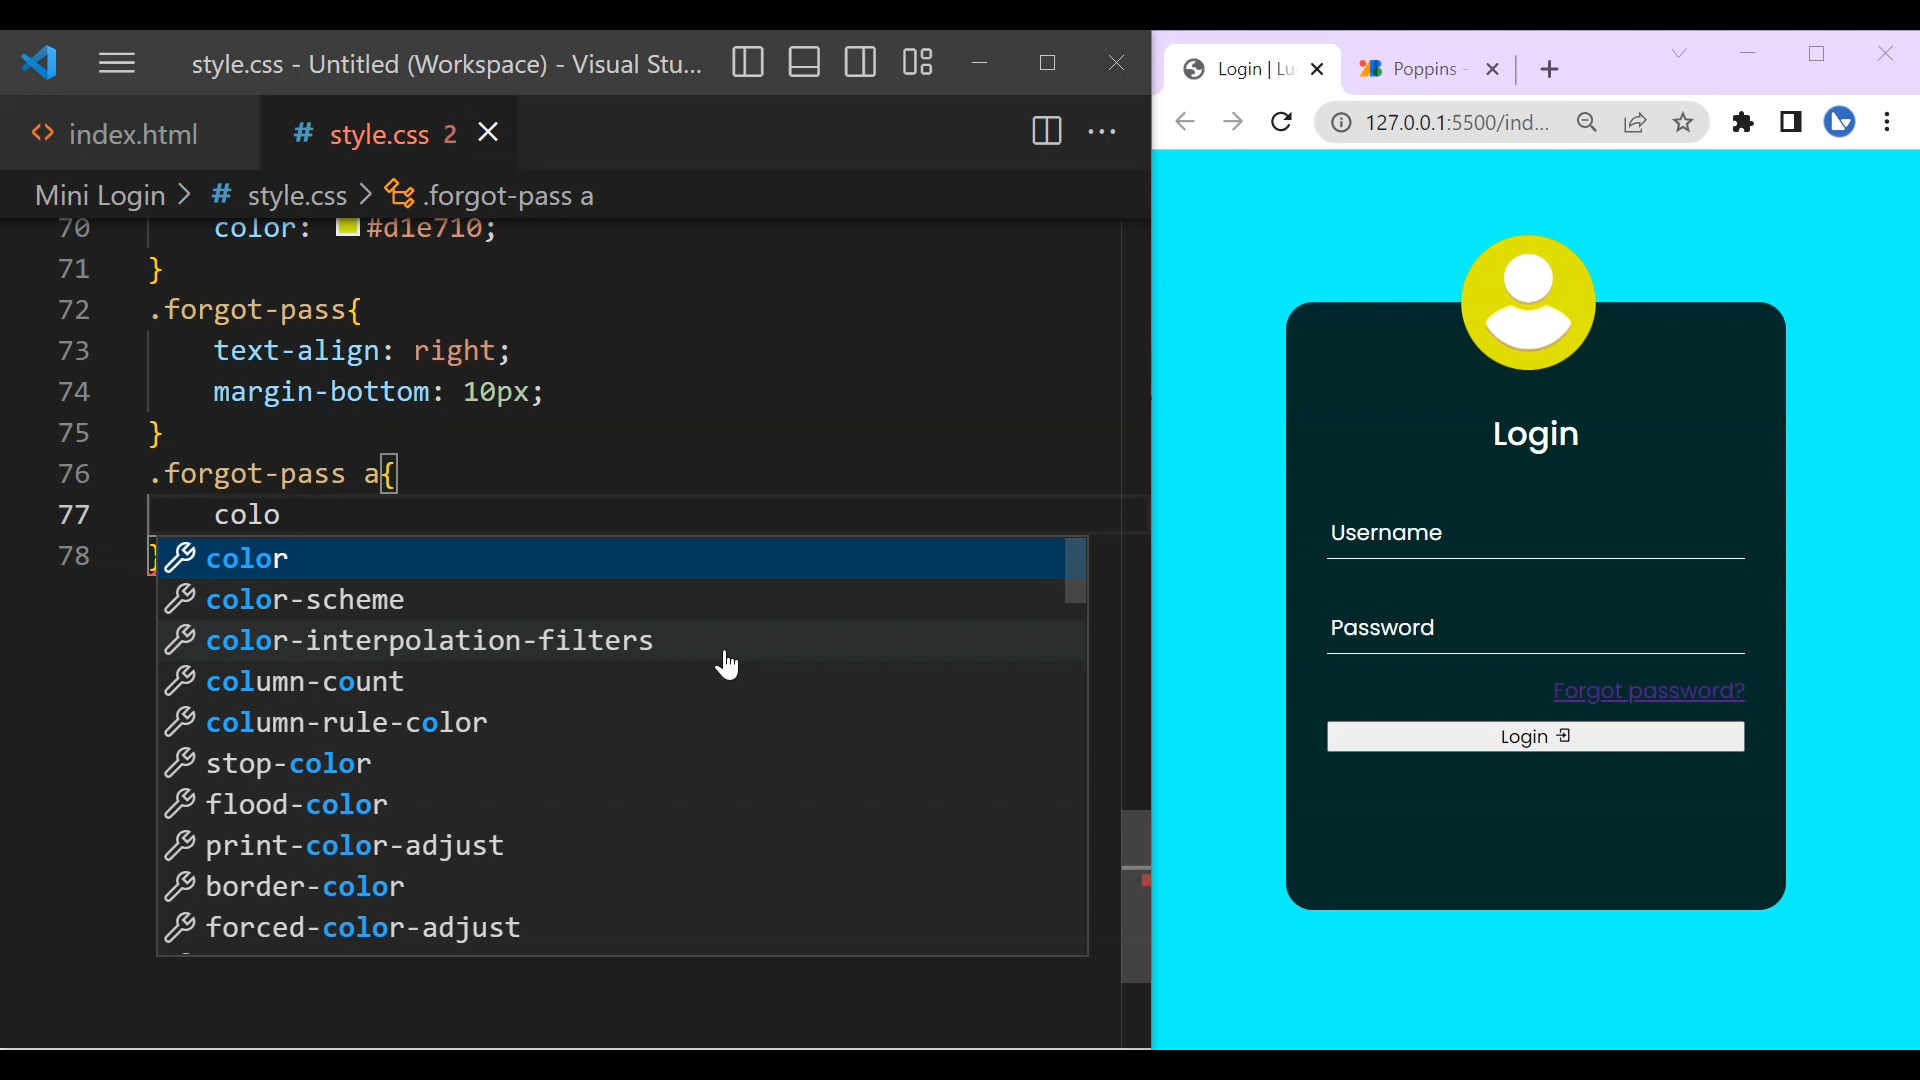 style.css - Untitled (Workspace) - Visual Stu...
index.html
# style.css 2
Mini Login > # style.css > .forgot-pass a
70 color: #d1e710;
71 }
72 .forgot-pass{
73 text-align: right;
74 margin-bottom: 10px;
75 }
76 .forgot-pass a{
77 colo
78 }
color
color-scheme
color-interpolation-filters
column-count
column-rule-color
stop-color
flood-color
print-color-adjust
border-color
forced-color-adjust
Login | Lu
Poppins -
127.0.0.1:5500/ind...
Login
Username
Password
Forgot password?
Login